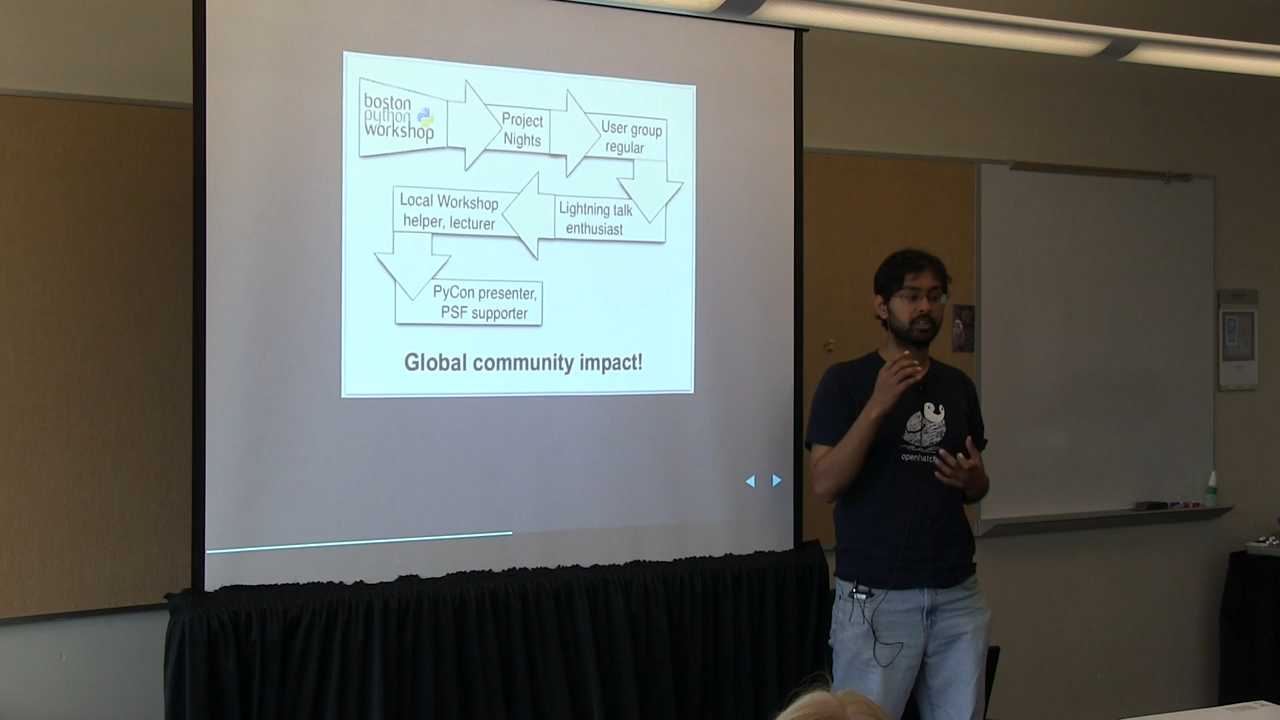 boston
python
workshop
Project
Nights
User group
regular
Lightning talk
enthusiast
Local Workshop
helper, lecturer
PyCon presenter,
PSF supporter
Global community impact!
openhatch